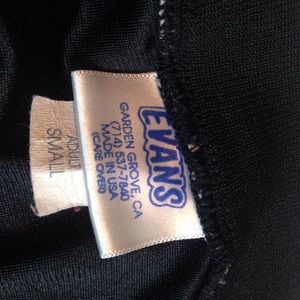 EVANS
GARDEN GROVE, CA
(714) 537-7840
MADE IN USA
(CARE OVER)
ADULT
SMALL